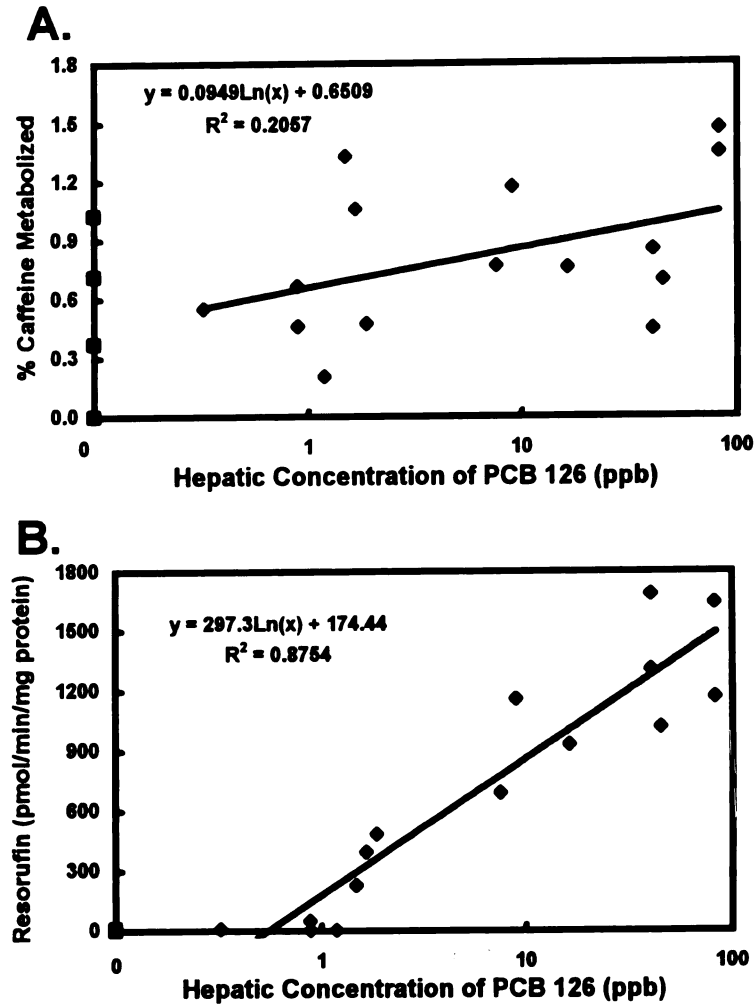 A.
1.8
y = 0.0949Ln(x) + 0.6509
R² = 0.2057
1.5
1.2
0.9
0.6
0.3
0.0
% Caffeine Metabolized
0 1 10 100
Hepatic Concentration of PCB 126 (ppb)
B.
1800
y = 297.3Ln(x) + 174.44
R² = 0.8754
1500
1200
900
600
300
0
Resorufin (pmol/min/mg protein)
0 1 10 100
Hepatic Concentration of PCB 126 (ppb)